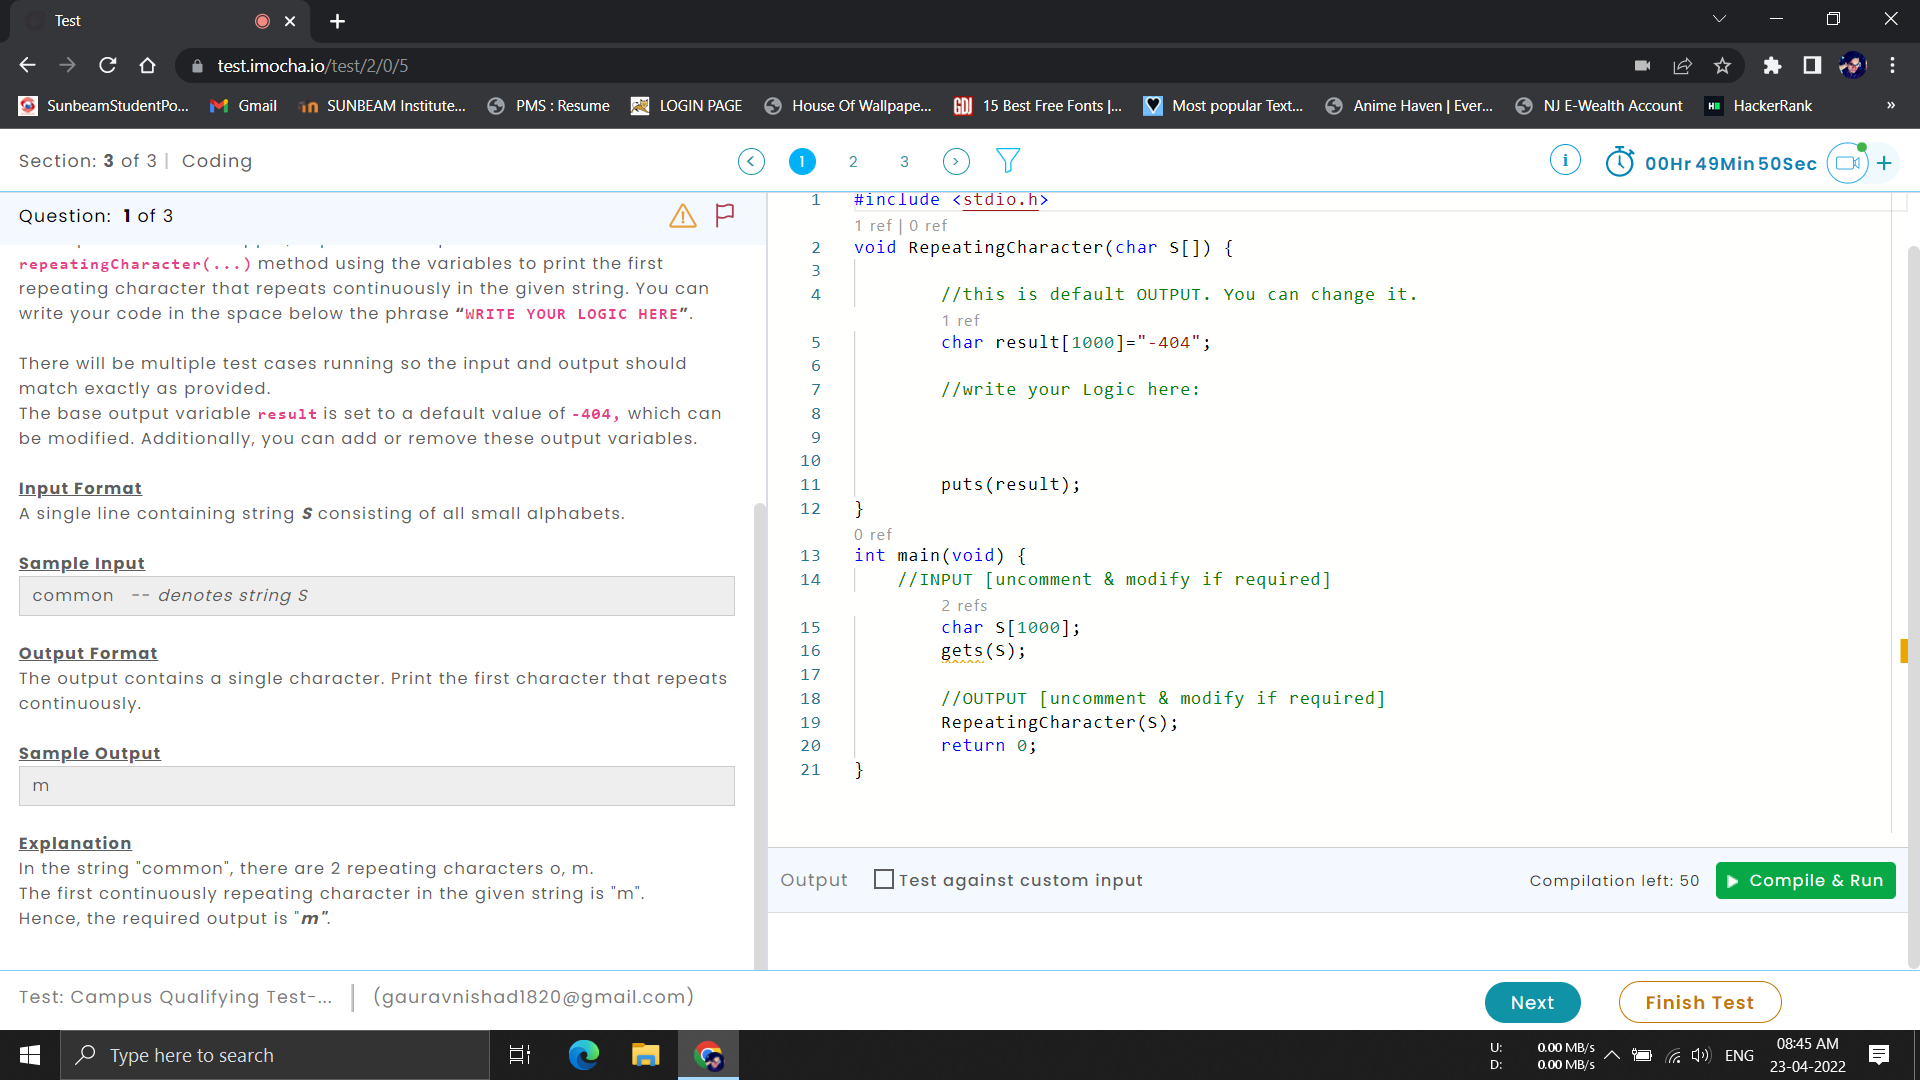 Test
test.imocha.io/test/2/0/5
SunbeamStudentPo... Gmail SUNBEAM Institute... PMS : Resume LOGIN PAGE House Of Wallpape... GDJ 15 Best Free Fonts |... Most popular Text... Anime Haven | Ever... NJ E-Wealth Account HackerRank »
Section: 3 of 3 | Coding
1 2 3
00Hr 49Min 50Sec
Question: 1 of 3
repeatingCharacter(...) method using the variables to print the first
repeating character that repeats continuously in the given string. You can
write your code in the space below the phrase “WRITE YOUR LOGIC HERE”.
There will be multiple test cases running so the input and output should
match exactly as provided.
The base output variable result is set to a default value of -404, which can
be modified. Additionally, you can add or remove these output variables.
Input Format
A single line containing string S consisting of all small alphabets.
Sample Input
common -- denotes string S
Output Format
The output contains a single character. Print the first character that repeats
continuously.
Sample Output
m
Explanation
In the string "common", there are 2 repeating characters o, m.
The first continuously repeating character in the given string is "m".
Hence, the required output is "m".
1 #include <stdio.h>
1 ref | 0 ref
2 void RepeatingCharacter(char S[]) {
3
4 //this is default OUTPUT. You can change it.
1 ref
5 char result[1000]="-404";
6
7 //write your Logic here:
8
9
10
11 puts(result);
12 }
0 ref
13 int main(void) {
14 //INPUT [uncomment & modify if required]
2 refs
15 char S[1000];
16 gets(S);
17
18 //OUTPUT [uncomment & modify if required]
19 RepeatingCharacter(S);
20 return 0;
21 }
Output Test against custom input Compilation left: 50 Compile & Run
Test: Campus Qualifying Test-... | (gauravnishad1820@gmail.com) Next Finish Test
Type here to search
U: 0.00 MB/s
D: 0.00 MB/s
ENG
08:45 AM
23-04-2022